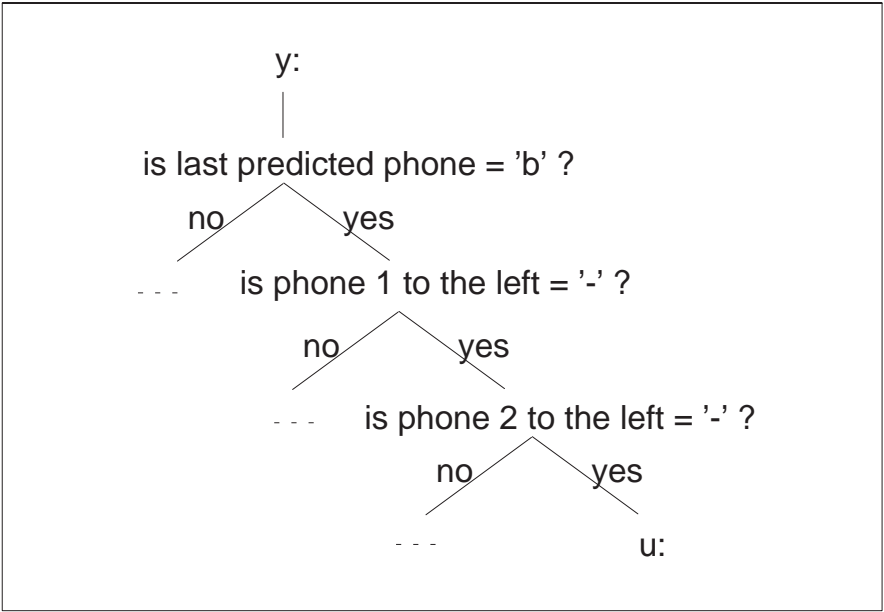 y:
is last predicted phone = ’b’ ?
no yes
- - - is phone 1 to the left = ’-’ ?
no yes
- - - is phone 2 to the left = ’-’ ?
no yes
- - - u: